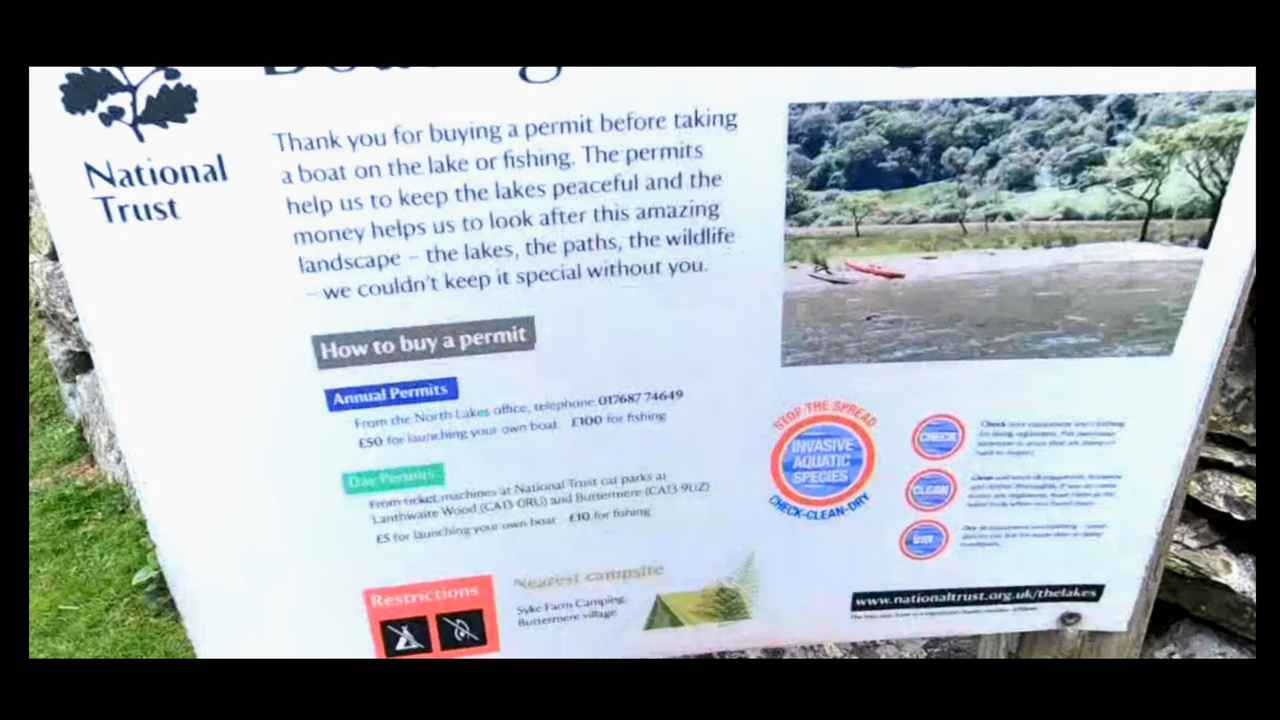 National
Trust
Thank you for buying a permit before taking
a boat on the lake or fishing. The permits
help us to keep the lakes peaceful and the
money helps us to look after this amazing
landscape – the lakes, the paths, the wildlife
– we couldn't keep it special without you.
How to buy a permit
Annual Permits
From the North Lakes office, telephone 017687 74649
£50 for launching your own boat £100 for fishing
Day Permits
From ticket machines at National Trust car parks at
Lanthwaite Wood (CA13 0RU) and Buttermere (CA13 9UZ)
£5 for launching your own boat £10 for fishing
Restrictions
Nearest campsite
Syke Farm Camping,
Buttermere village
STOP THE SPREAD
INVASIVE
AQUATIC
SPECIES
CHECK-CLEAN-DRY
CHECK
Check your equipment and clothing
CLEAN
DRY
www.nationaltrust.org.uk/thelakes